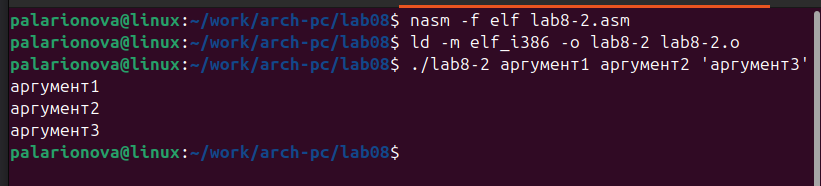 palarionova@linux:~/work/arch-pc/lab08$ nasm -f elf lab8-2.asm
palarionova@linux:~/work/arch-pc/lab08$ ld -m elf_i386 -o lab8-2 lab8-2.o
palarionova@linux:~/work/arch-pc/lab08$ ./lab8-2 аргумент1 аргумент2 'аргумент3'
аргумент1
аргумент2
аргумент3
palarionova@linux:~/work/arch-pc/lab08$